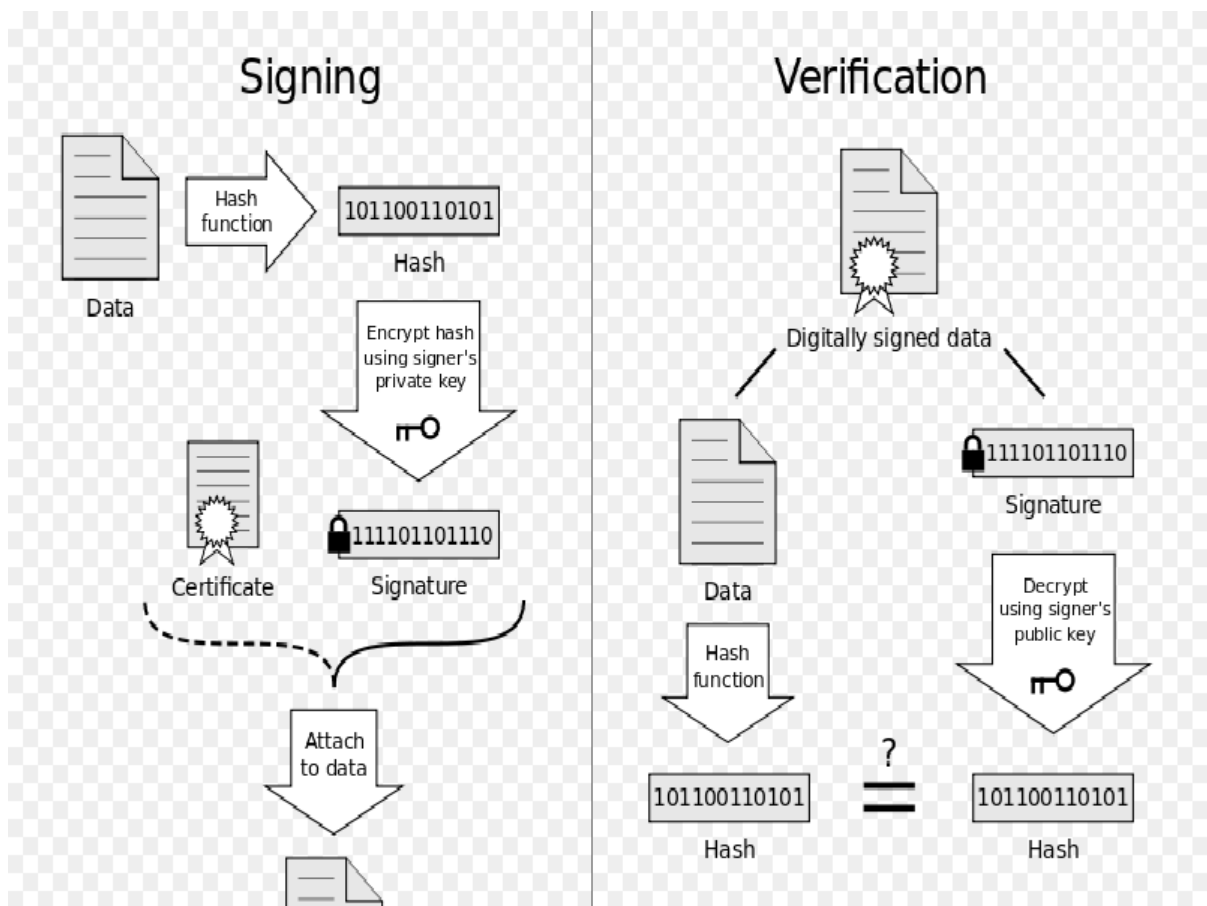 Signing
Hash
function
101100110101
Hash
Data
Encrypt hash
using signer's
private key
111101101110
Certificate
Signature
Attach
to data
Verification
Digitally signed data
111101101110
Signature
Data
Decrypt
using signer's
public key
Hash
function
?
=
101100110101
101100110101
Hash
Hash